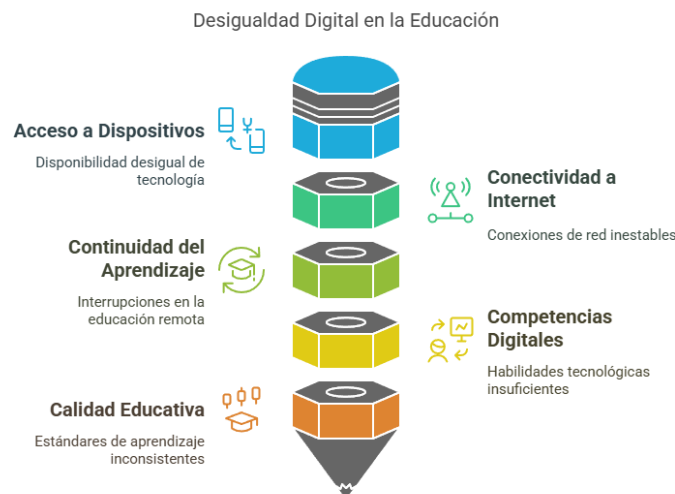 Desigualdad Digital en la Educación
Acceso a Dispositivos
Disponibilidad desigual de
tecnología
Conectividad a
Internet
Conexiones de red inestables
Continuidad del
Aprendizaje
Interrupciones en la
educación remota
Competencias
Digitales
Habilidades tecnológicas
insuficientes
Calidad Educativa
Estándares de aprendizaje
inconsistentes